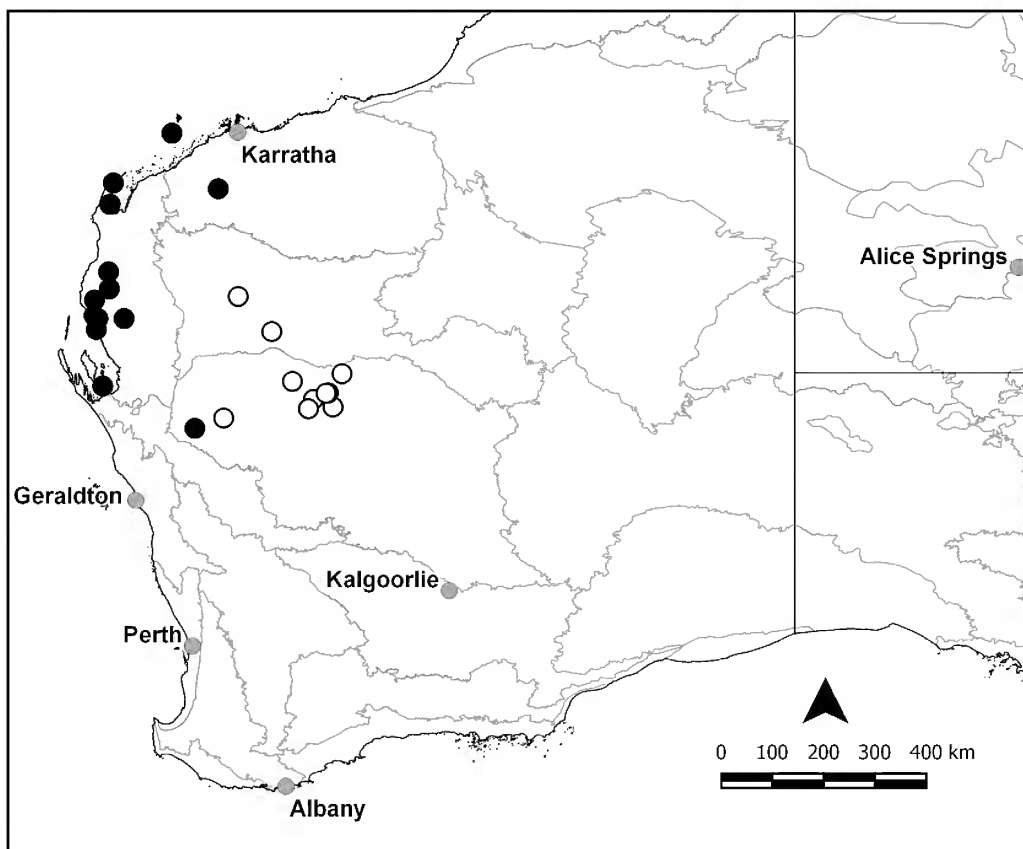 Karratha
Alice Springs
Geraldton
Kalgoorlie
Perth
0 100 200 300 400 km
Albany